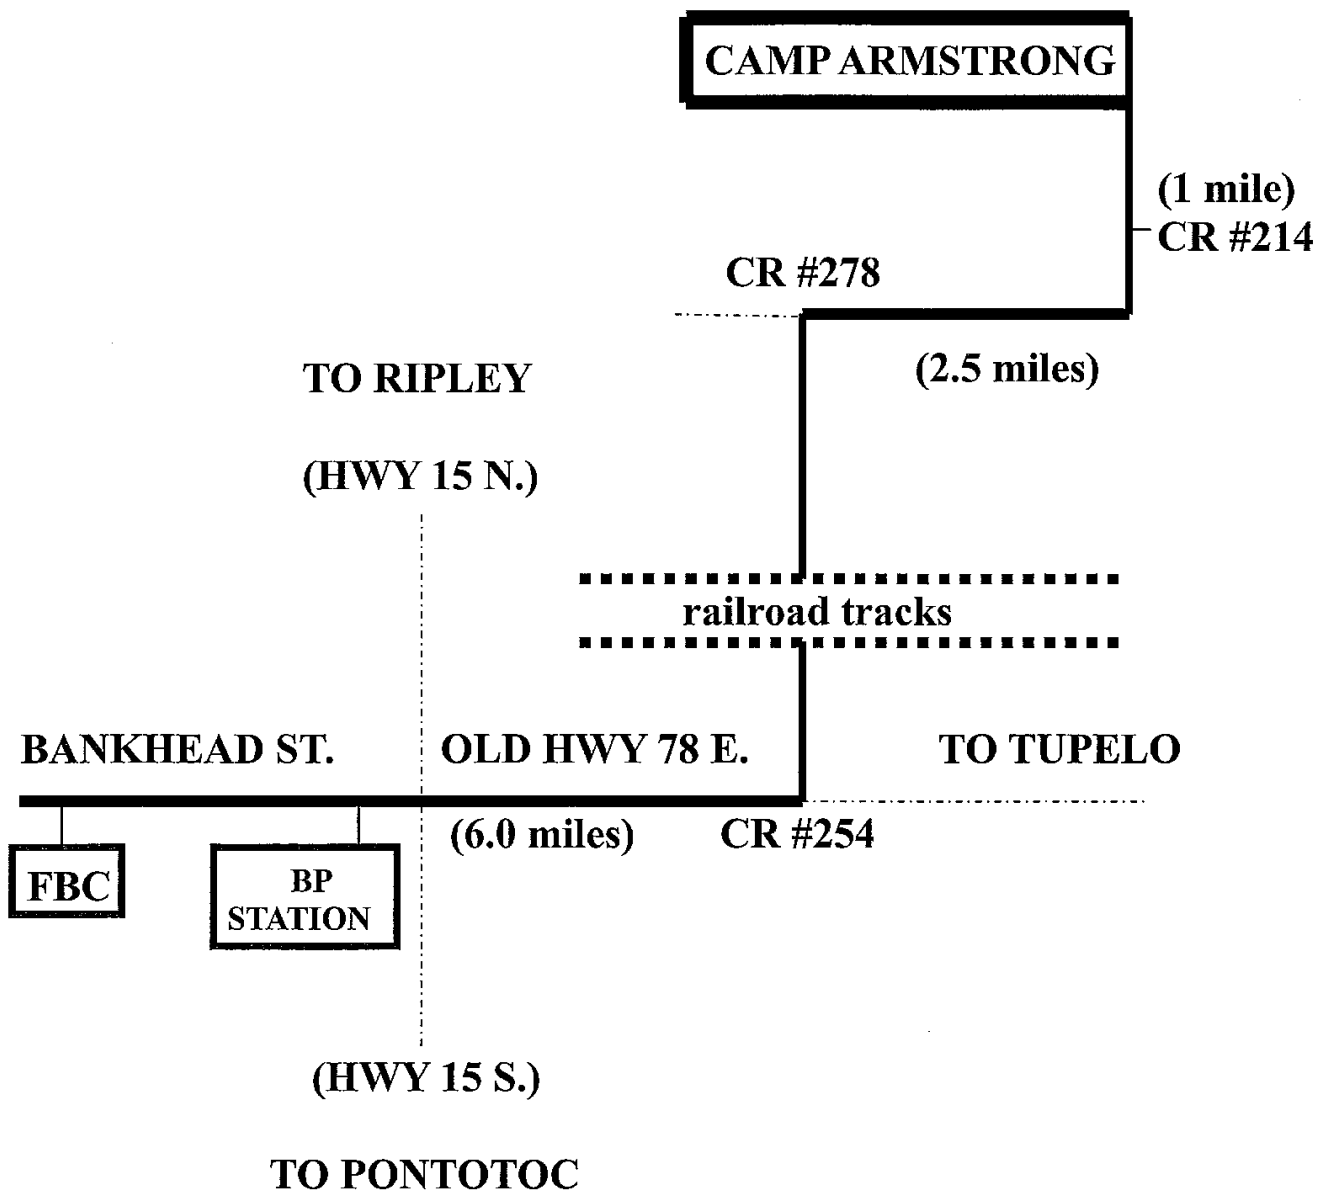 CAMP ARMSTRONG
(1 mile)
CR #214
CR #278
(2.5 miles)
TO RIPLEY
(HWY 15 N.)
railroad tracks
BANKHEAD ST.
OLD HWY 78 E.
TO TUPELO
(6.0 miles)
CR #254
FBC
BP
STATION
(HWY 15 S.)
TO PONTOTOC